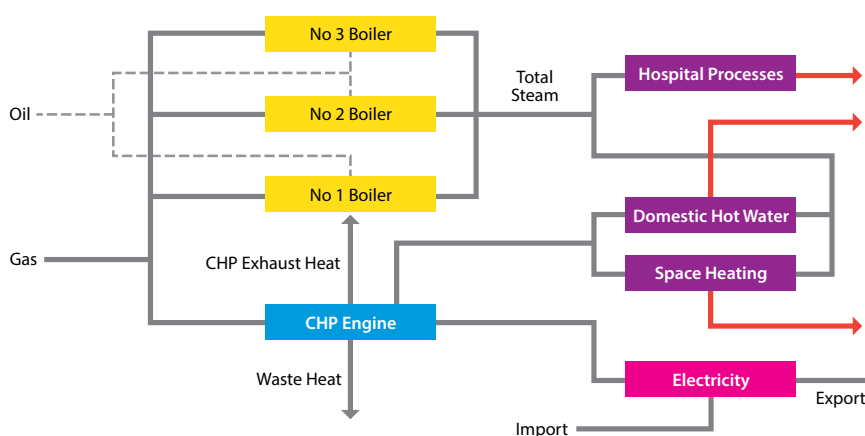 No 3 Boiler
Total
Steam
Hospital Processes
Oil
No 2 Boiler
No 1 Boiler
Domestic Hot Water
Gas
CHP Exhaust Heat
Space Heating
CHP Engine
Waste Heat
Electricity
Export
Import